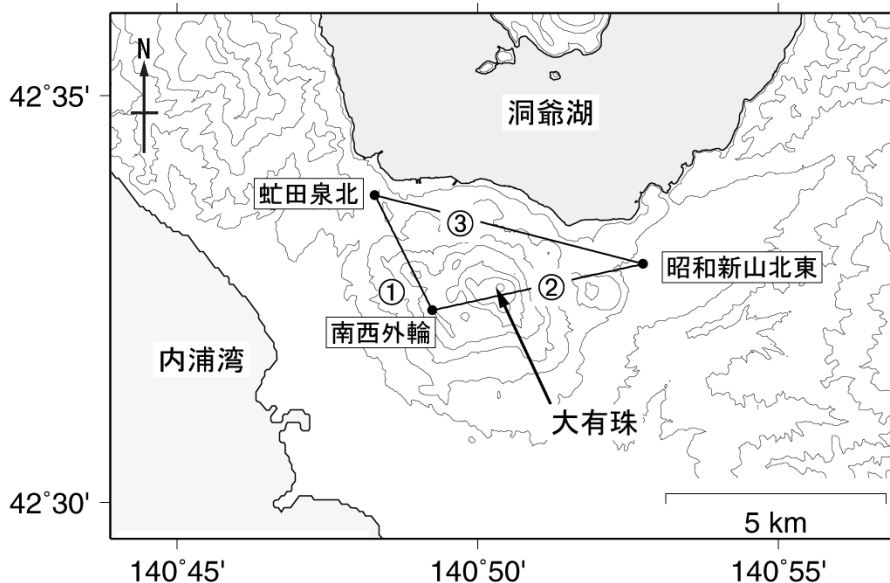 N
42°35'
洞爺湖
虻田泉北
③
昭和新山北東
①
②
南西外輪
内浦湾
大有珠
42°30'
5 km
140°45'
140°50'
140°55'